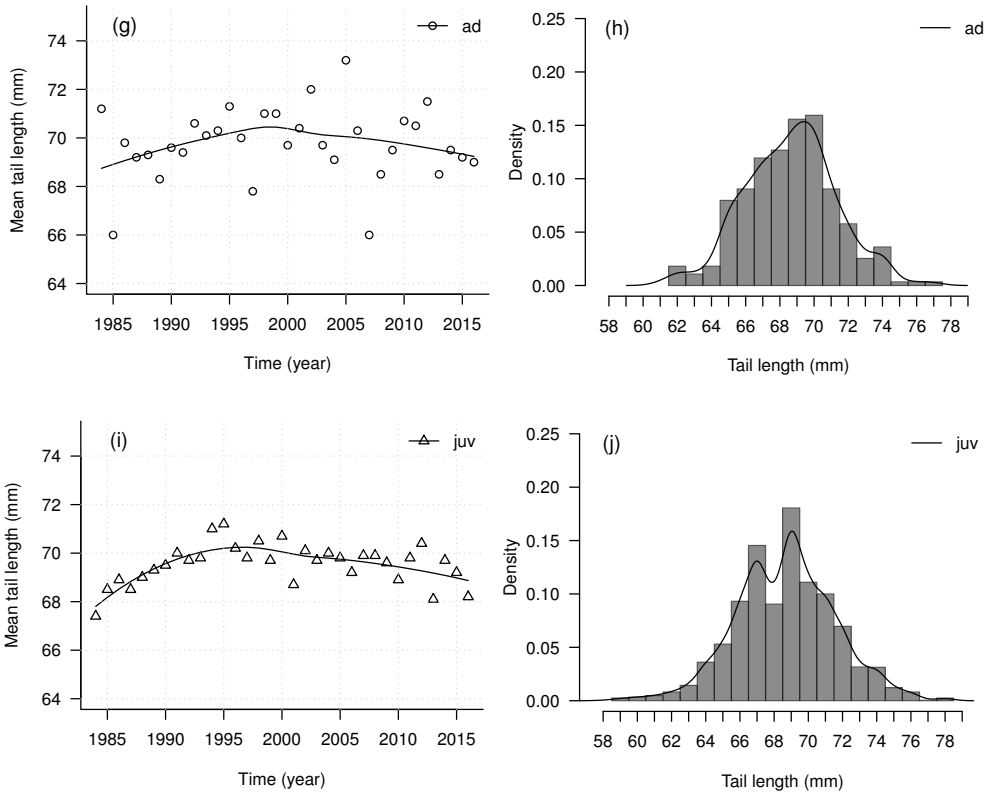 (g)
ad
Mean tail length (mm)
74
72
70
68
66
64
1985 1990 1995 2000 2005 2010 2015
Time (year)
(h)
ad
Density
0.25
0.20
0.15
0.10
0.05
0.00
58 60 62 64 66 68 70 72 74 76 78
Tail length (mm)
(i)
juv
Mean tail length (mm)
74
72
70
68
66
64
1985 1990 1995 2000 2005 2010 2015
Time (year)
(j)
juv
Density
0.25
0.20
0.15
0.10
0.05
0.00
58 60 62 64 66 68 70 72 74 76 78
Tail length (mm)